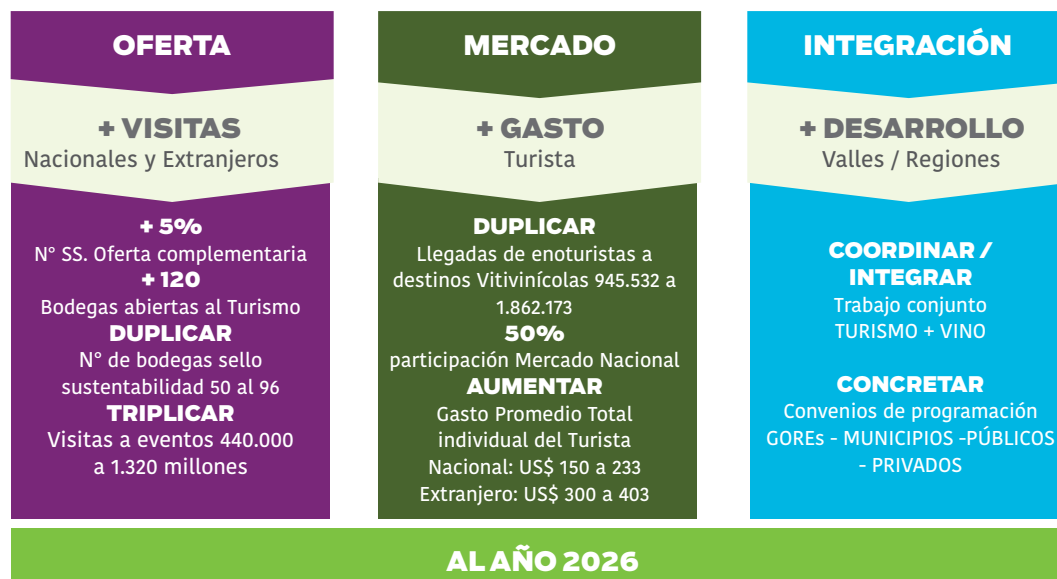 OFERTA
+ VISITAS
Nacionales y Extranjeros
+ 5%
N° SS. Oferta complementaria
+ 120
Bodegas abiertas al Turismo
DUPLICAR
N° de bodegas sello
sustentabilidad 50 al 96
TRIPLICAR
Visitas a eventos 440.000
a 1.320 millones
MERCADO
+ GASTO
Turista
DUPLICAR
Llegadas de enoturistas a
destinos Vitivinícolas 945.532 a
1.862.173
50%
participación Mercado Nacional
AUMENTAR
Gasto Promedio Total
individual del Turista
Nacional: US$ 150 a 233
Extranjero: US$ 300 a 403
INTEGRACIÓN
+ DESARROLLO
Valles / Regiones
COORDINAR /
INTEGRAR
Trabajo conjunto
TURISMO + VINO
CONCRETAR
Convenios de programación
GOREs - MUNICIPIOS -PÚBLICOS
- PRIVADOS
AL AÑO 2026